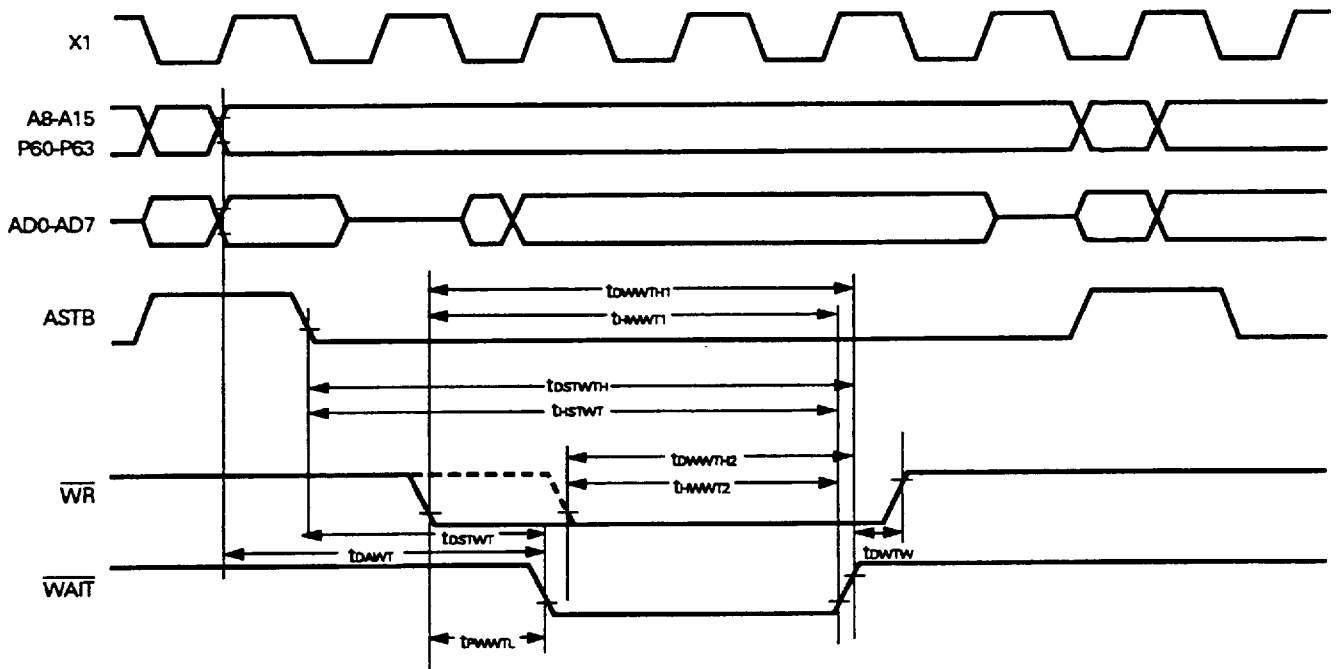 X1
A8-A15
P60-P63
AD0-AD7
tDWWTH1
ASTB
tHWWT1
tDSTWTH
tHSTWT
tDWWTH2
WR
tHWWT2
tDSTWT
tDAWT
tDWTW
WAIT
tPWWTL